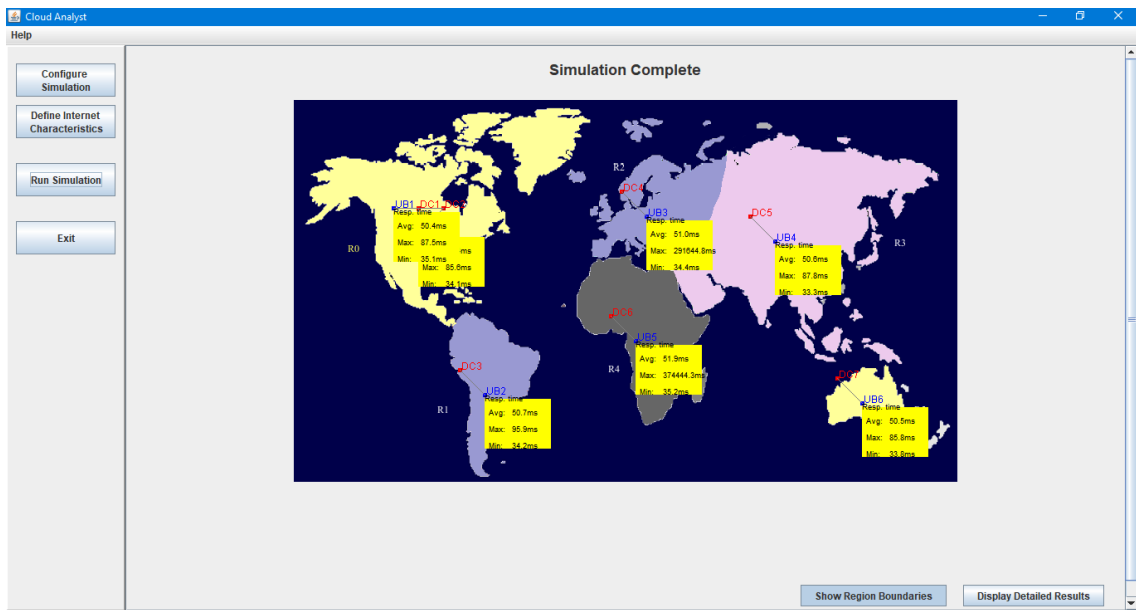 Cloud Analyst
Help
Configure Simulation
Define Internet Characteristics
Run Simulation
Exit
Simulation Complete
R0
R1
R2
R3
R4
UB1
DC1
Resp. time
Avg: 50.4ms
Max: 87.5ms
Min: 35.1ms
ms
Max: 85.6ms
Min: 34.1ms
DC3
UB2
Resp. time
Avg: 50.7ms
Max: 95.9ms
Min: 34.2ms
DC4
UB3
Resp. time
Avg: 51.0ms
Max: 291644.8ms
Min: 34.4ms
DC5
UB4
Resp. time
Avg: 50.6ms
Max: 87.8ms
Min: 33.3ms
DC6
UB5
Resp. time
Avg: 51.9ms
Max: 374444.3ms
Min: 35.2ms
DC7
UB6
Resp. time
Avg: 50.5ms
Max: 85.8ms
Min: 33.8ms
Show Region Boundaries
Display Detailed Results